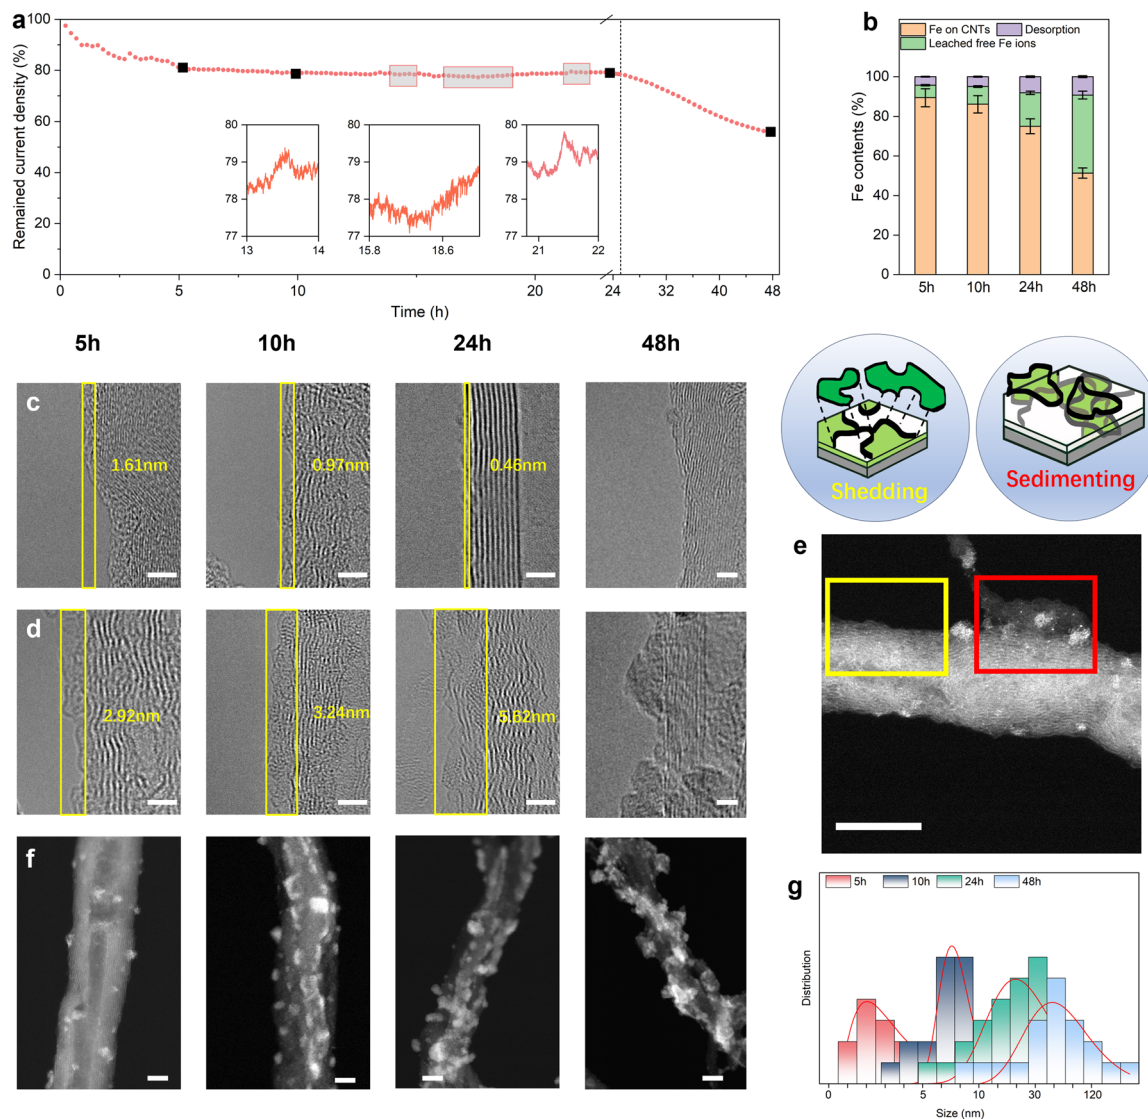 a
100
80
60
40
20
0
Remained current density (%)
80
79
78
77
13
14
80
79
78
77
15.8
18.6
80
79
78
77
21
22
0
5
10
20
24
32
40
48
Time (h)
b
Fe on CNTs
Desorption
Leached free Fe ions
100
80
60
40
20
0
Fe contents (%)
5h
10h
24h
48h
5h
10h
24h
48h
c
1.61nm
0.97nm
0.46nm
Shedding
Sedimenting
d
2.92nm
3.24nm
5.62nm
e
f
g
5h
10h
24h
48h
Distribution
0
5
10
30
120
Size (nm)